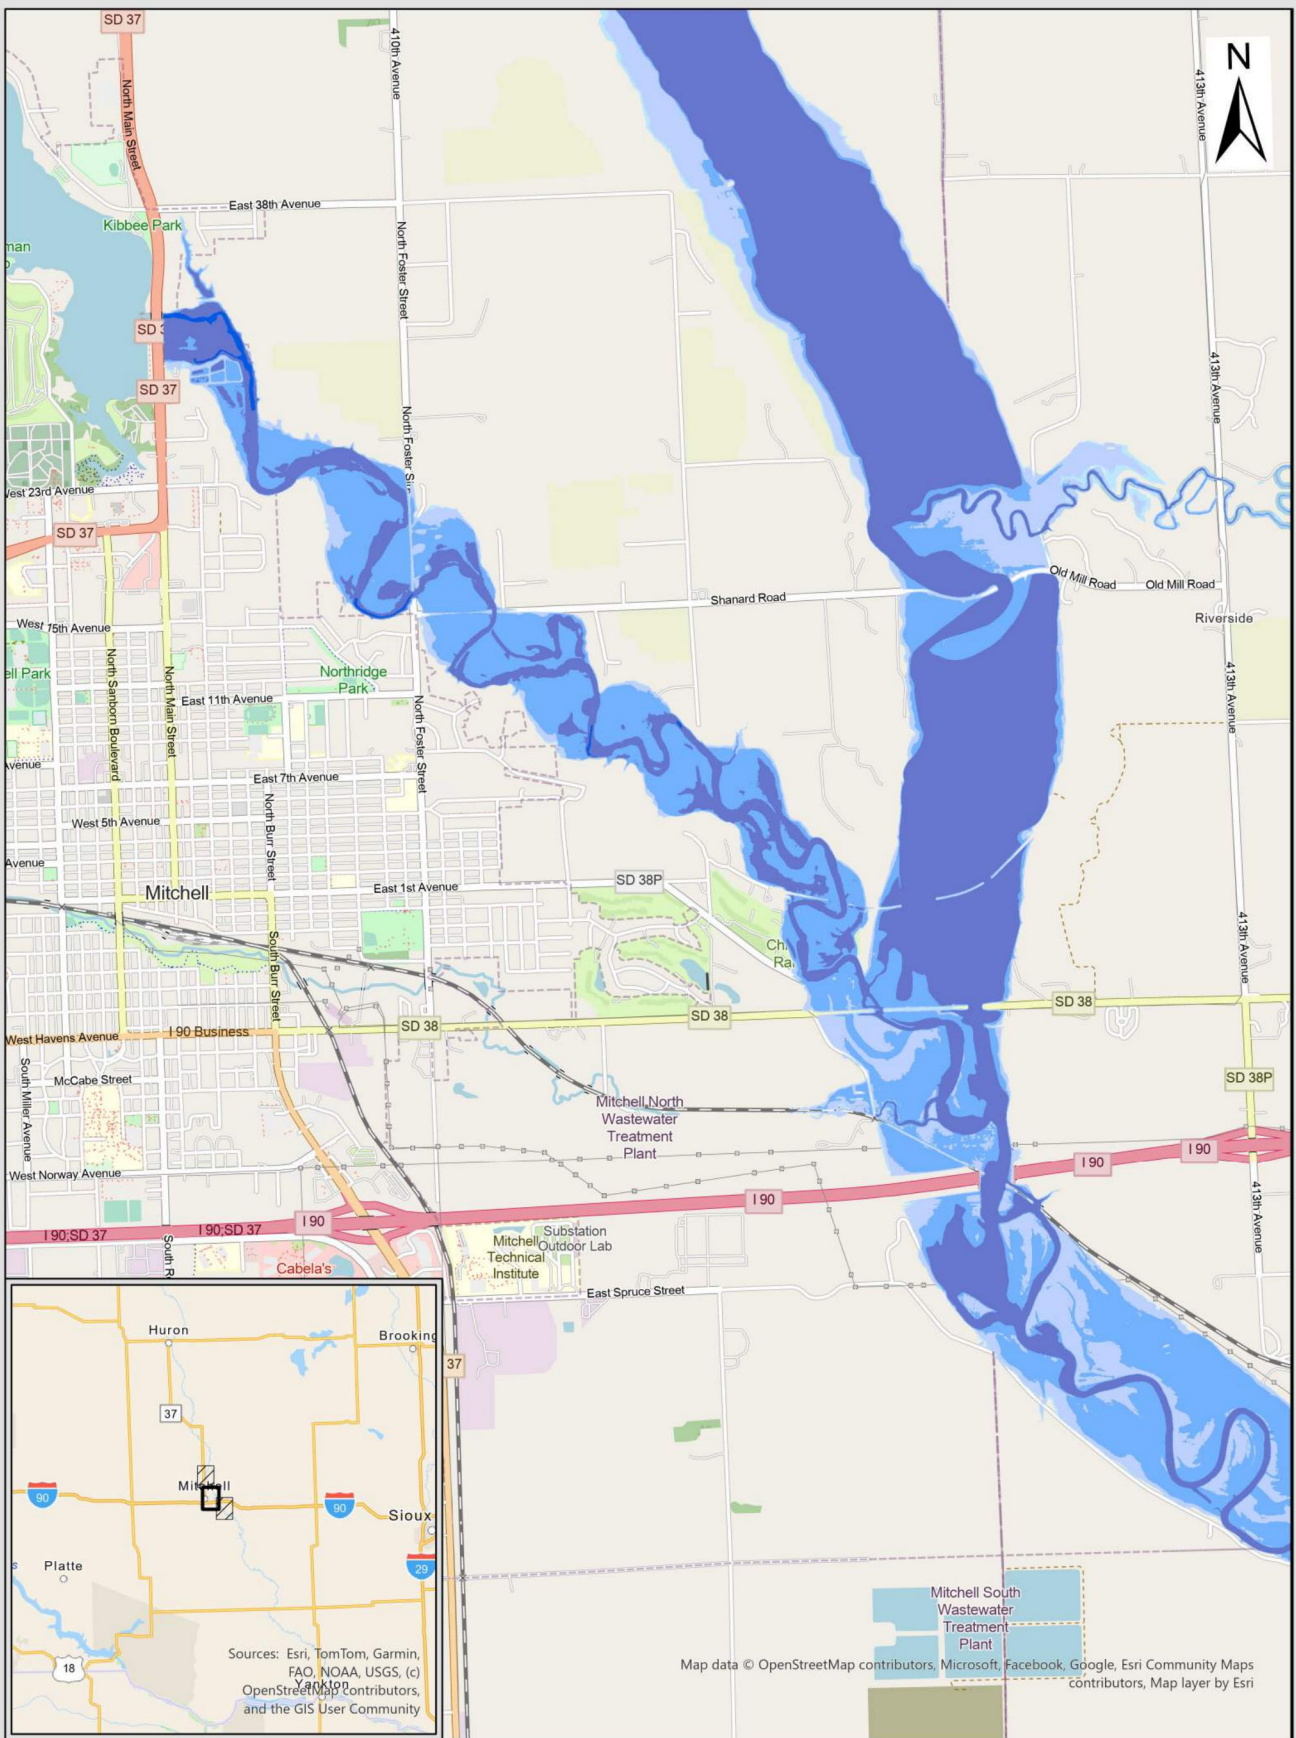 SD 37
North Main Street
410th Avenue
N
413th Avenue
East 38th Avenue
Kibbee Park
North Foster Street
SD 37
413th Avenue
North Foster
West 23rd Avenue
SD 37
Old Mill Road
Old Mill Road
Shanard Road
Riverside
West 15th Avenue
Northridge
Park
East 11th Avenue
North Sanborn Boulevard
North Main Street
North Foster Street
413th Avenue
Avenue
East 7th Avenue
North Burr Street
West 5th Avenue
Avenue
Mitchell
East 1st Avenue
SD 38P
413th Avenue
South Burr Street
SD 38
SD 38
SD 38
I 90 Business
West Havens Avenue
South Miller Avenue
McCabe Street
SD 38P
Mitchell North
Wastewater
Treatment
Plant
West Norway Avenue
I 90
I 90
I 90
I 90
I 90;SD 37
I 90;SD 37
413th Avenue
Mitchell
Technical
Institute
Substation
Outdoor Lab
Cabela's
East Spruce Street
37
Huron
37
Mitchell
90
90
Sioux
Platte
29
18
Yankton
Sources: Esri, TomTom, Garmin,
FAO, NOAA, USGS, (c)
OpenStreetMap contributors,
and the GIS User Community
Mitchell South
Wastewater
Treatment
Plant
Map data © OpenStreetMap contributors, Microsoft, Facebook, Google, Esri Community Maps
contributors, Map layer by Esri